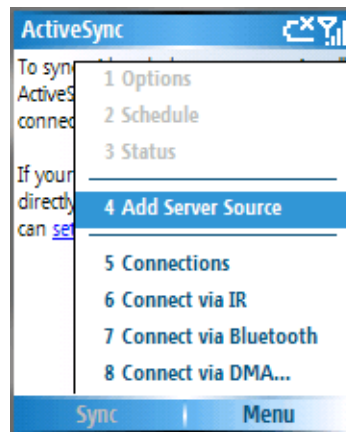 ActiveSync
To syn
ActiveS
connec
If your
directly
can set
1 Options
2 Schedule
3 Status
4 Add Server Source
5 Connections
6 Connect via IR
7 Connect via Bluetooth
8 Connect via DMA...
Sync Menu